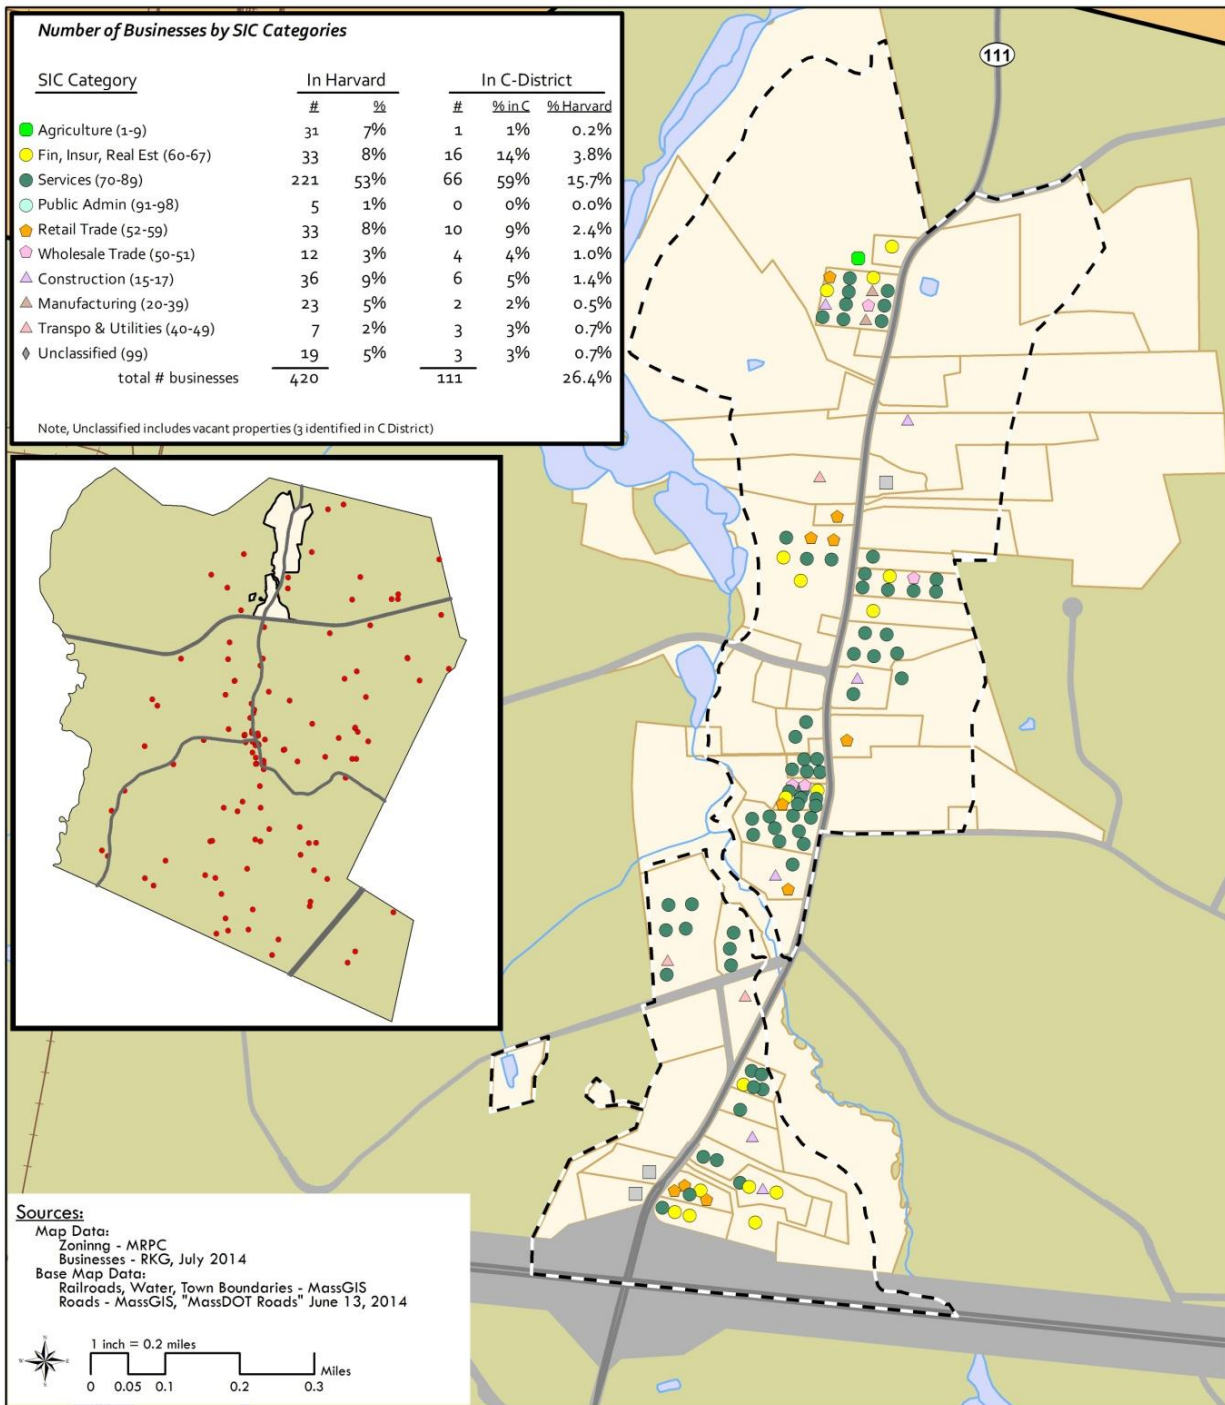 Number of Businesses by SIC Categories
SIC Category In Harvard In C-District
# % # % in C % Harvard
Agriculture (1-9) 31 7% 1 1% 0.2%
Fin, Insur, Real Est (60-67) 33 8% 16 14% 3.8%
Services (70-89) 221 53% 66 59% 15.7%
Public Admin (91-98) 5 1% 0 0% 0.0%
Retail Trade (52-59) 33 8% 10 9% 2.4%
Wholesale Trade (50-51) 12 3% 4 4% 1.0%
Construction (15-17) 36 9% 6 5% 1.4%
Manufacturing (20-39) 23 5% 2 2% 0.5%
Transpo & Utilities (40-49) 7 2% 3 3% 0.7%
Unclassified (99) 19 5% 3 3% 0.7%
total # businesses 420 111 26.4%
Note, Unclassified includes vacant properties (3 identified in C District)
111
Sources:
Map Data:
Zoninng - MRPC
Businesses - RKG, July 2014
Base Map Data:
Railroads, Water, Town Boundaries - MassGIS
Roads - MassGIS, "MassDOT Roads" June 13, 2014
N
W E
S
1 inch = 0.2 miles
Miles
0 0.05 0.1 0.2 0.3